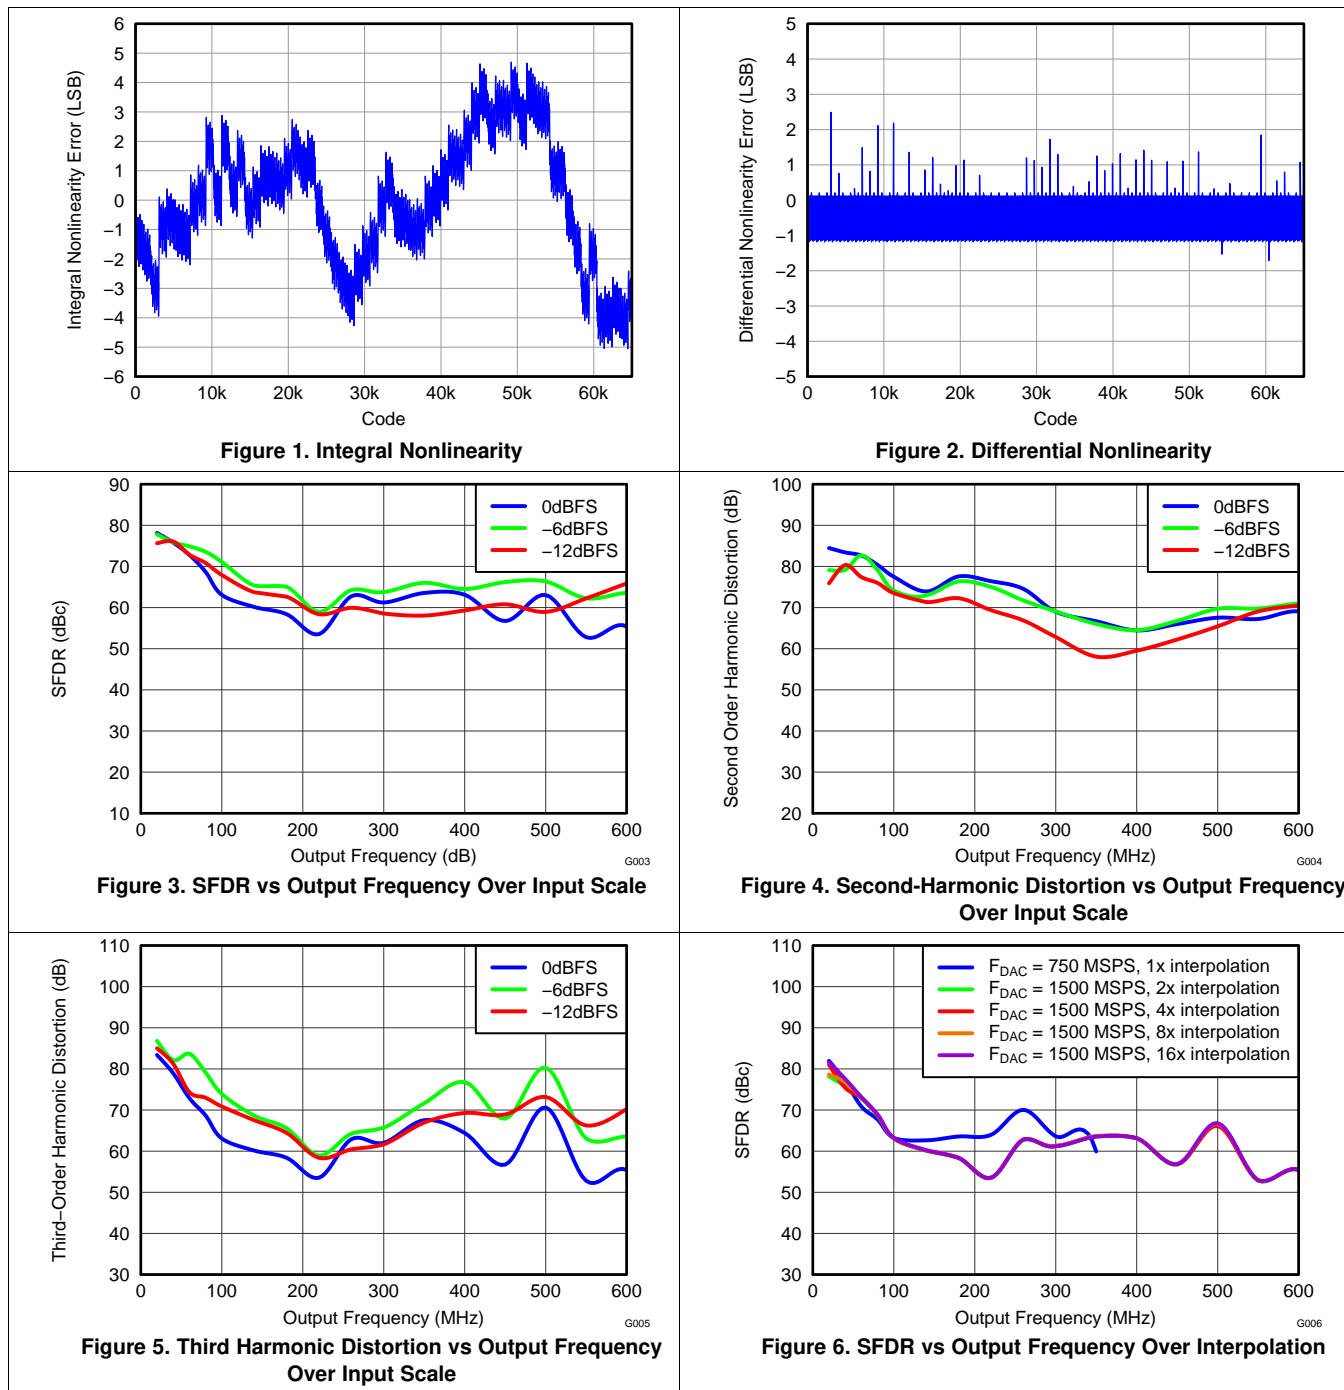 6
5
4
3
2
1
0
−1
−2
−3
−4
−5
−6
0
10k
20k
30k
40k
50k
60k
Integral Nonlinearity Error (LSB)
Code
Figure 1. Integral Nonlinearity
5
4
3
2
1
0
−1
−2
−3
−4
−5
0
10k
20k
30k
40k
50k
60k
Differential Nonlinearity Error (LSB)
Code
Figure 2. Differential Nonlinearity
90
80
70
60
50
40
30
20
10
0
100
200
300
400
500
600
SFDR (dBc)
0dBFS
−6dBFS
−12dBFS
Output Frequency (dB)
G003
Figure 3. SFDR vs Output Frequency Over Input Scale
100
90
80
70
60
50
40
30
20
0
100
200
300
400
500
600
Second Order Harmonic Distortion (dB)
0dBFS
−6dBFS
−12dBFS
Output Frequency (MHz)
G004
Figure 4. Second-Harmonic Distortion vs Output Frequency
Over Input Scale
110
100
90
80
70
60
50
40
30
0
100
200
300
400
500
600
Third−Order Harmonic Distortion (dB)
0dBFS
−6dBFS
−12dBFS
Output Frequency (MHz)
G005
Figure 5. Third Harmonic Distortion vs Output Frequency
Over Input Scale
110
100
90
80
70
60
50
40
30
0
100
200
300
400
500
600
SFDR (dBc)
FDAC = 750 MSPS, 1x interpolation
FDAC = 1500 MSPS, 2x interpolation
FDAC = 1500 MSPS, 4x interpolation
FDAC = 1500 MSPS, 8x interpolation
FDAC = 1500 MSPS, 16x interpolation
Output Frequency (MHz)
G006
Figure 6. SFDR vs Output Frequency Over Interpolation